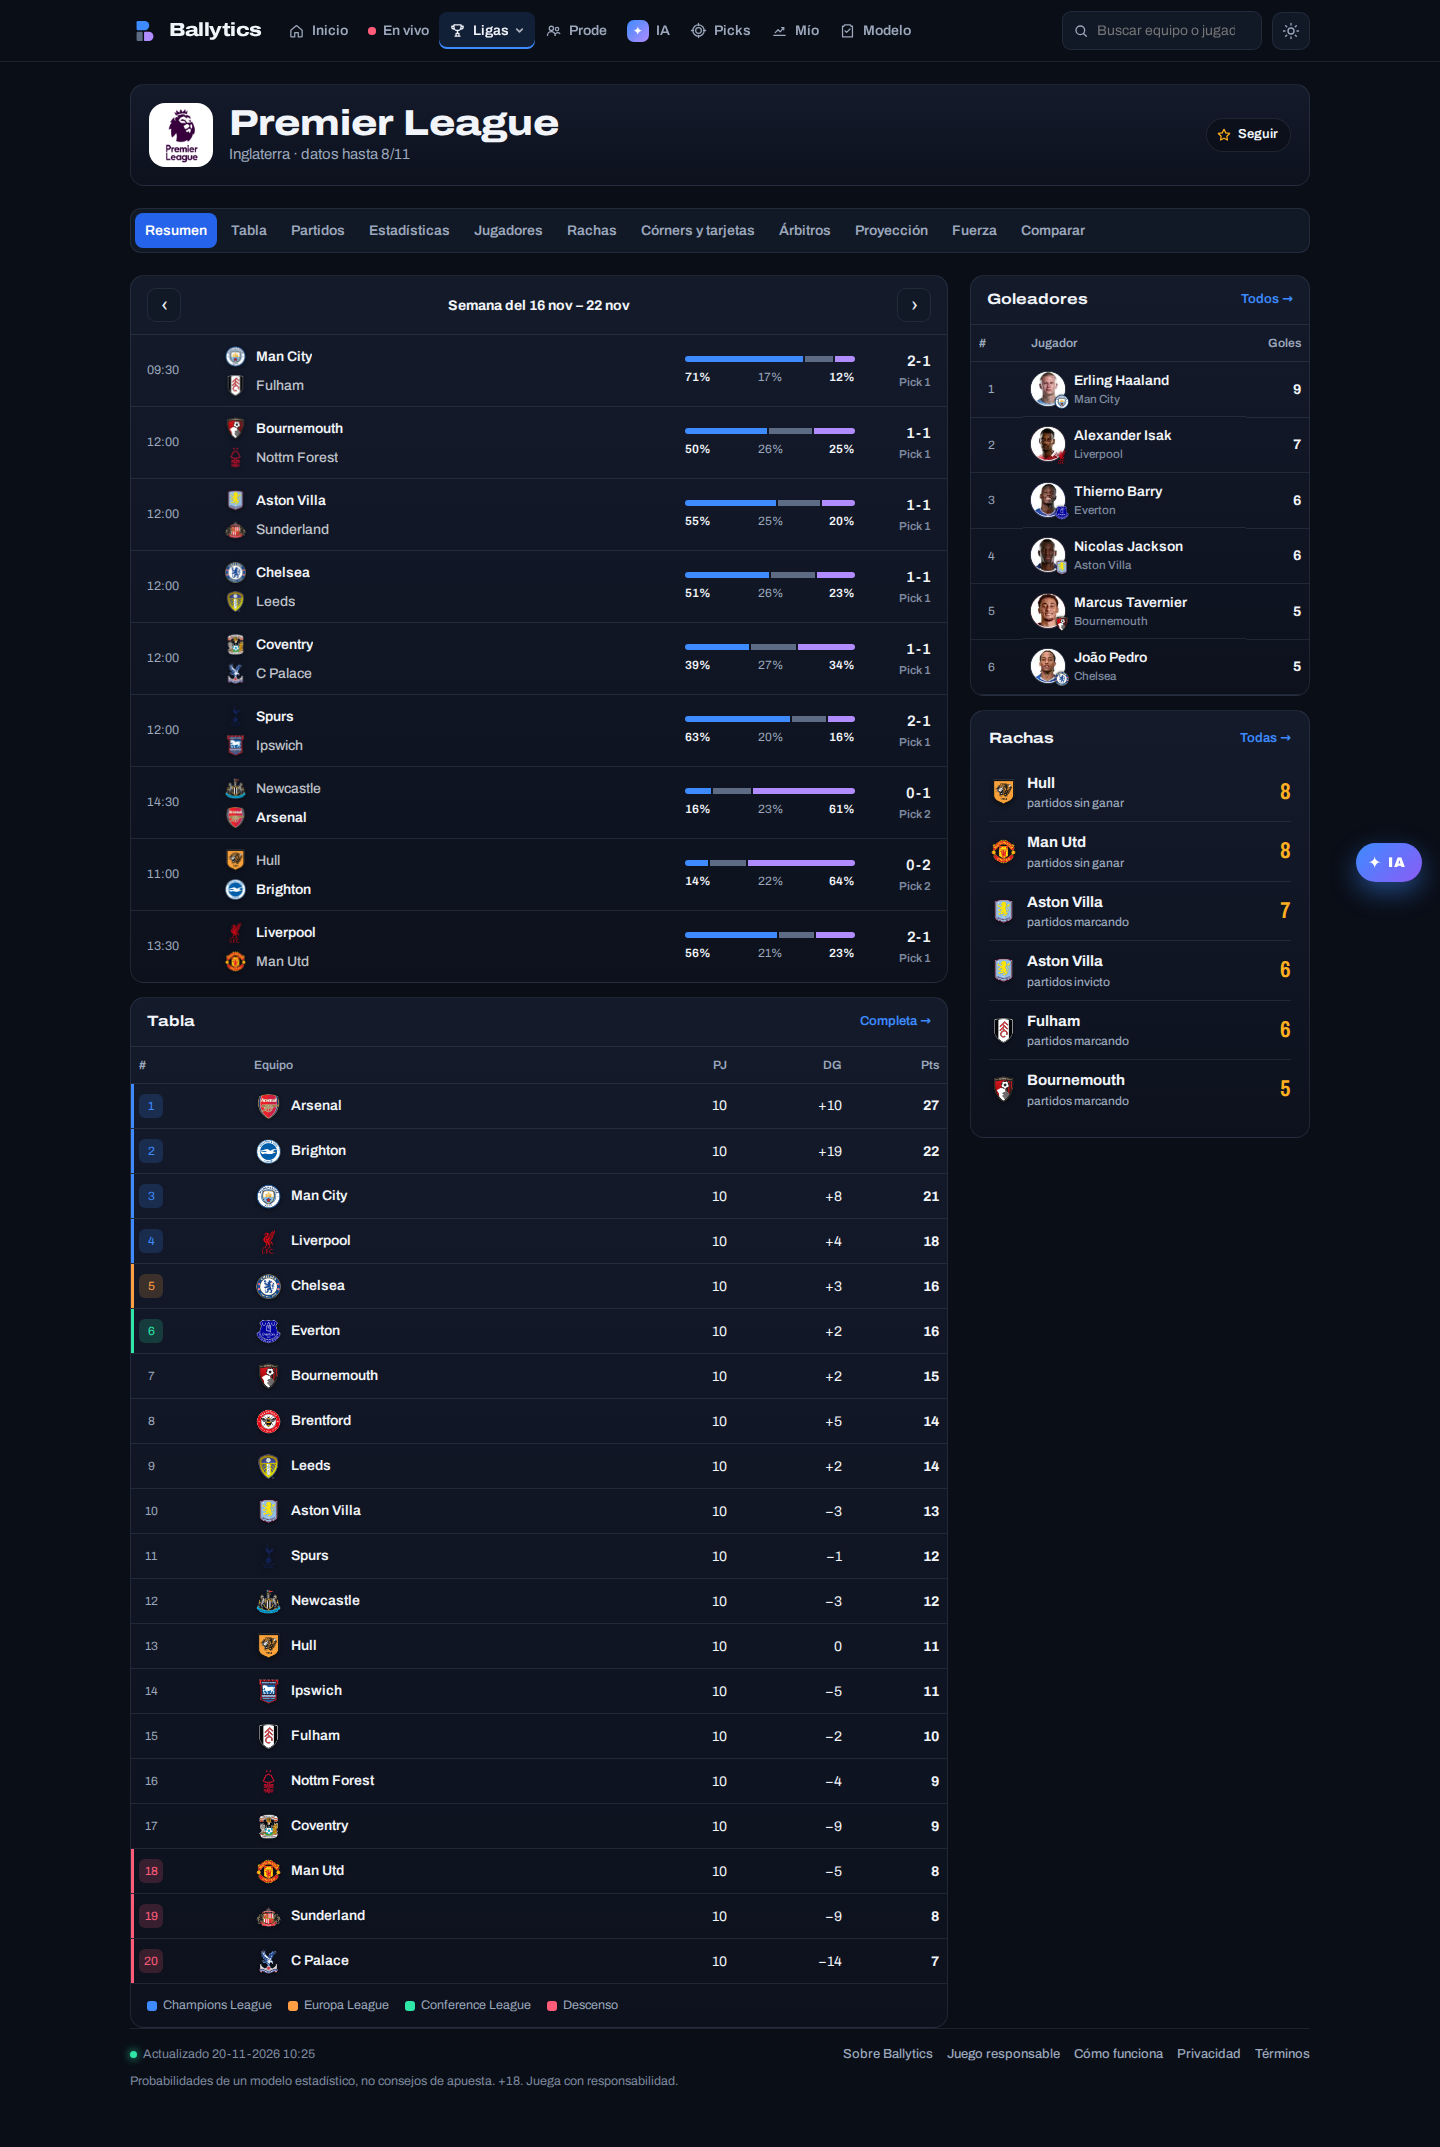 Ballytics
Inicio
En vivo
Ligas
Prode
IA
Picks
Mío
Modelo
Buscar equipo o jugad
Premier League
Premier League
Inglaterra · datos hasta 8/11
Seguir
Resumen
Tabla
Partidos
Estadísticas
Jugadores
Rachas
Córners y tarjetas
Árbitros
Proyección
Fuerza
Comparar
Semana del 16 nov – 22 nov
09:30 Man City 2-1
Fulham 71% 17% 12% Pick 1
12:00 Bournemouth 1-1
Nottm Forest 50% 26% 25% Pick 1
12:00 Aston Villa 1-1
Sunderland 55% 25% 20% Pick 1
12:00 Chelsea 1-1
Leeds 51% 26% 23% Pick 1
12:00 Coventry 1-1
C Palace 39% 27% 34% Pick 1
12:00 Spurs 2-1
Ipswich 63% 20% 16% Pick 1
14:30 Newcastle 0-1
Arsenal 16% 23% 61% Pick 2
11:00 Hull 0-2
Brighton 14% 22% 64% Pick 2
13:30 Liverpool 2-1
Man Utd 56% 21% 23% Pick 1
Tabla Completa →
# Equipo PJ DG Pts
1 Arsenal 10 +10 27
2 Brighton 10 +19 22
3 Man City 10 +8 21
4 Liverpool 10 +4 18
5 Chelsea 10 +3 16
6 Everton 10 +2 16
7 Bournemouth 10 +2 15
8 Brentford 10 +5 14
9 Leeds 10 +2 14
10 Aston Villa 10 −3 13
11 Spurs 10 −1 12
12 Newcastle 10 −3 12
13 Hull 10 0 11
14 Ipswich 10 −5 11
15 Fulham 10 −2 10
16 Nottm Forest 10 −4 9
17 Coventry 10 −9 9
18 Man Utd 10 −5 8
19 Sunderland 10 −9 8
20 C Palace 10 −14 7
Champions League Europa League Conference League Descenso
Goleadores Todos →
# Jugador Goles
1 Erling Haaland 9
Man City
2 Alexander Isak 7
Liverpool
3 Thierno Barry 6
Everton
4 Nicolas Jackson 6
Aston Villa
5 Marcus Tavernier 5
Bournemouth
6 João Pedro 5
Chelsea
Rachas Todas →
Hull 8
partidos sin ganar
Man Utd 8
partidos sin ganar
Aston Villa 7
partidos marcando
Aston Villa 6
partidos invicto
Fulham 6
partidos marcando
Bournemouth 5
partidos marcando
IA
Actualizado 20-11-2026 10:25
Sobre Ballytics Juego responsable Cómo funciona Privacidad Términos
Probabilidades de un modelo estadístico, no consejos de apuesta. +18. Juega con responsabilidad.